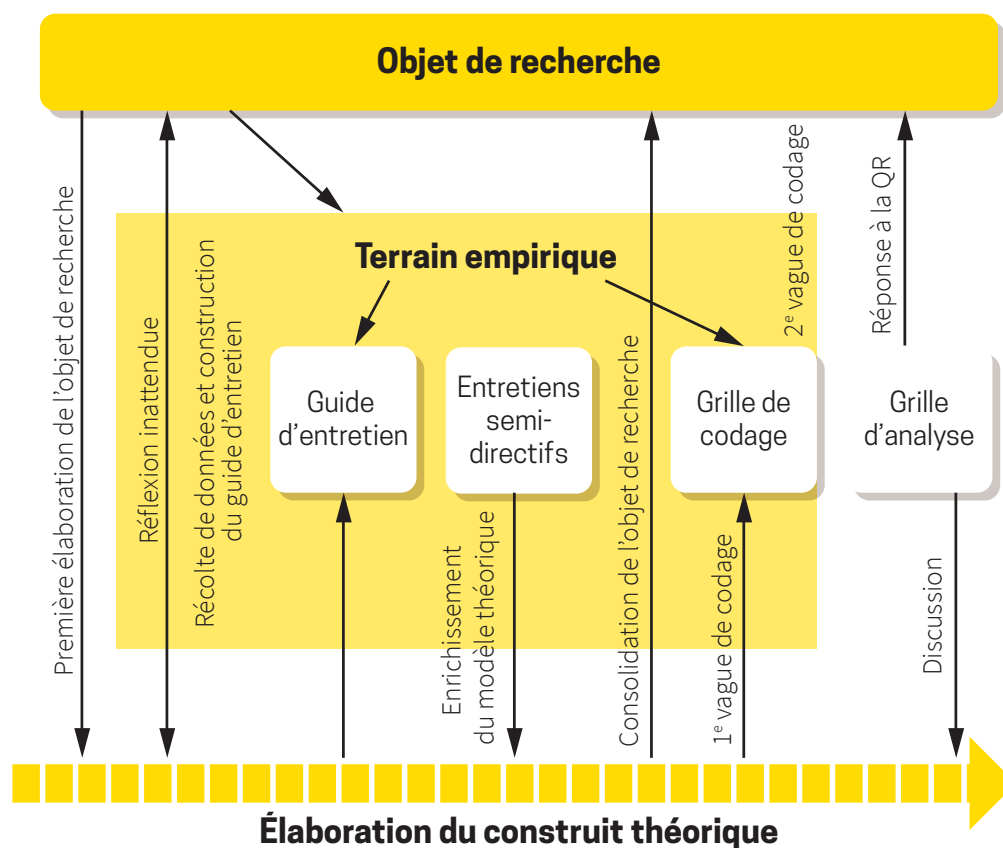 Objet de recherche
Première élaboration de l’objet de recherche
Réflexion inattendue
Récolte de données et construction
du guide d’entretien
Terrain empirique
Guide
d’entretien
Entretiens
semi-
directifs
Enrichissement
du modèle théorique
Consolidation de l’objet de recherche
Grille de
codage
1e vague de codage
2e vague de codage
Réponse à la QR
Grille
d’analyse
Discussion
Élaboration du construit théorique